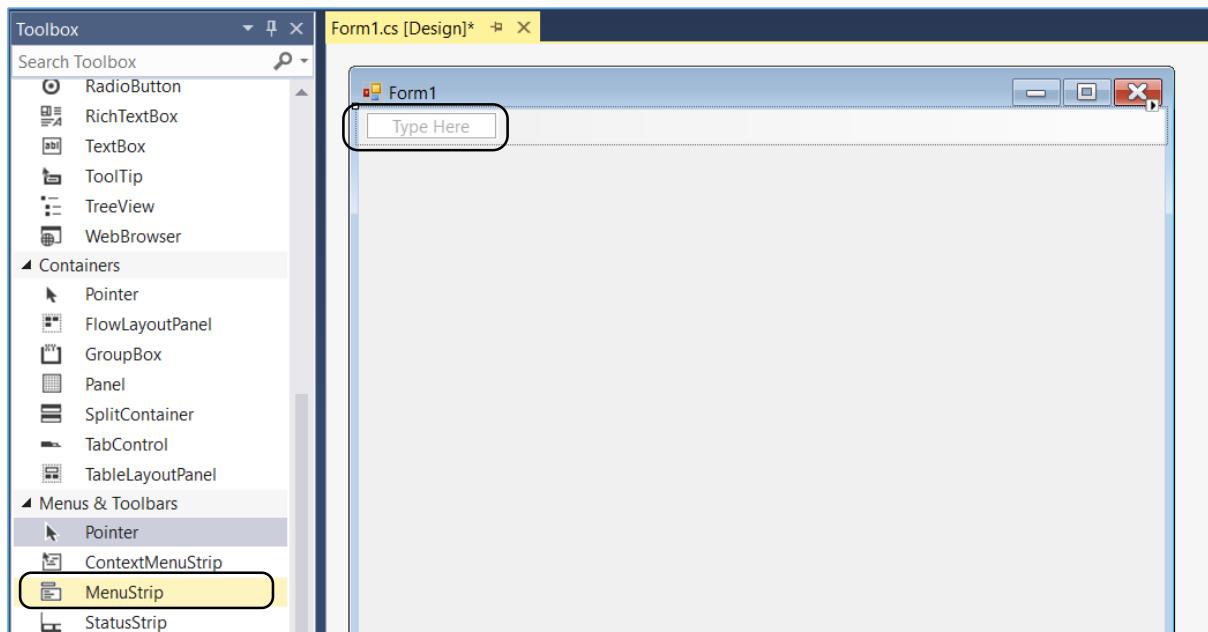 Toolbox
Search Toolbox
RadioButton
RichTextBox
TextBox
ToolTip
TreeView
WebBrowser
Containers
Pointer
FlowLayoutPanel
GroupBox
Panel
SplitContainer
TabControl
TableLayoutPanel
Menus & Toolbars
Pointer
ContextMenuStrip
MenuStrip
StatusStrip
Form1.cs [Design]*
Form1
Type Here